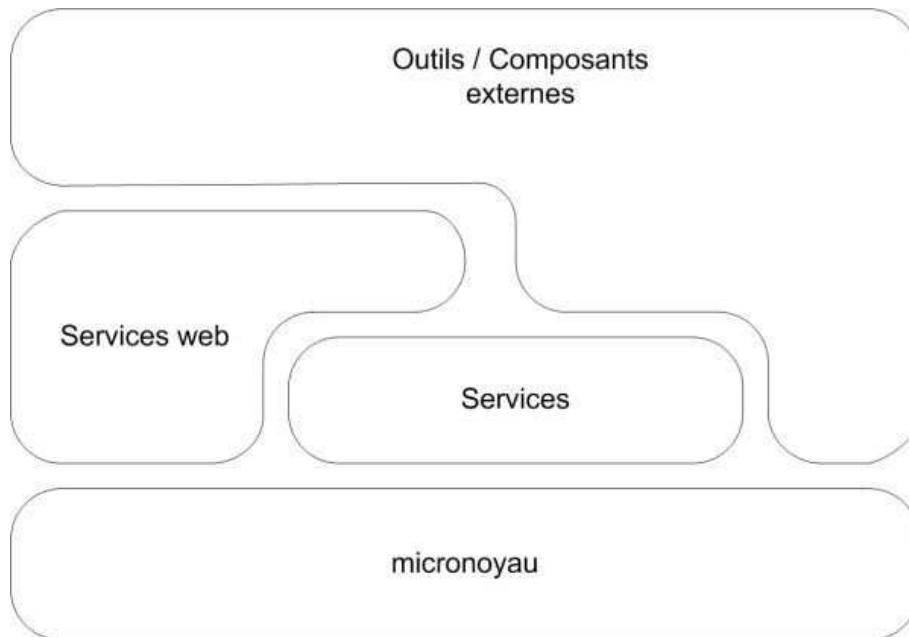 Outils / Composants
externes
Services web
Services
micronoyau